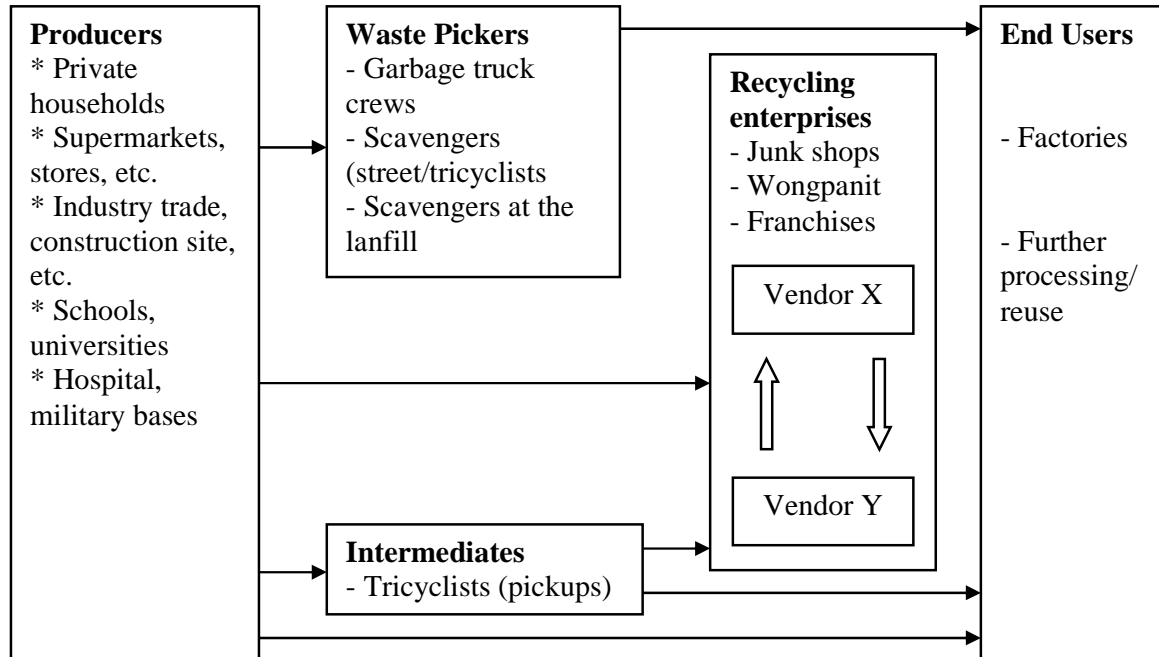 Producers
* Private
households
* Supermarkets,
stores, etc.
* Industry trade,
construction site,
etc.
* Schools,
universities
* Hospital,
military bases
Waste Pickers
- Garbage truck
crews
- Scavengers
(street/tricyclists
- Scavengers at the
lanfill
Intermediates
- Tricyclists (pickups)
Recycling
enterprises
- Junk shops
- Wongpanit
- Franchises
Vendor X
Vendor Y
End Users
- Factories
- Further
processing/
reuse